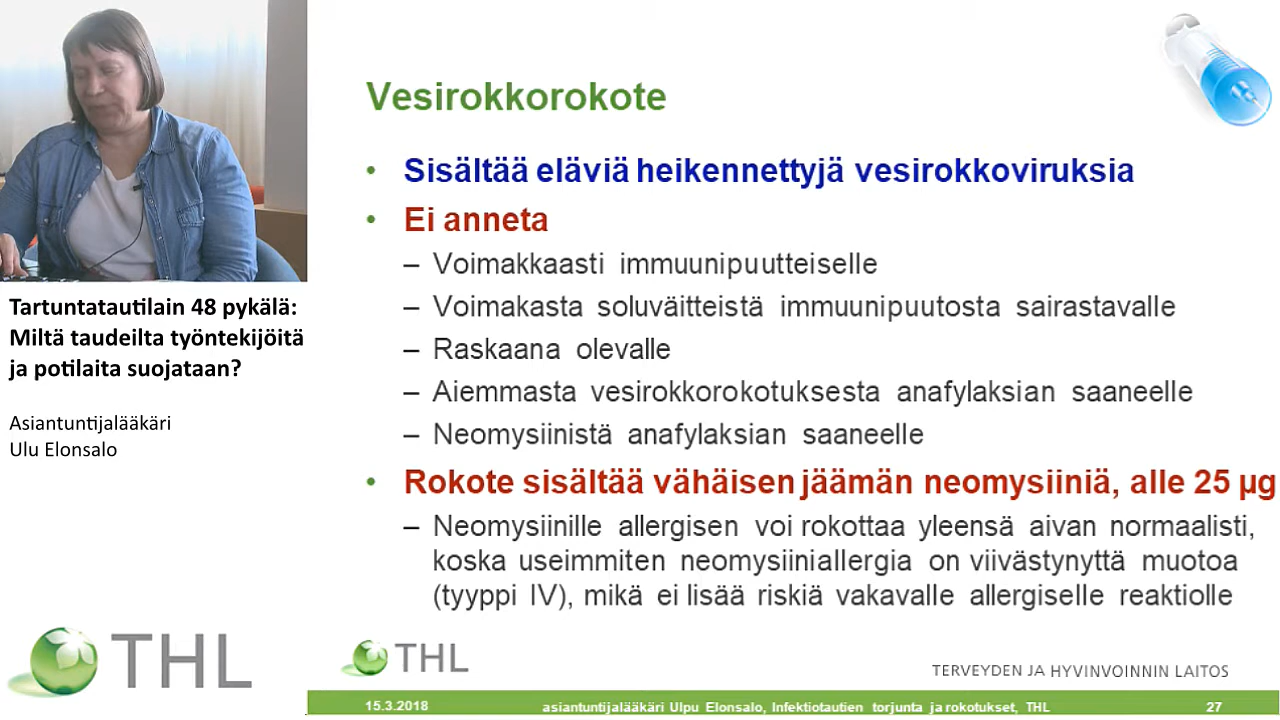 Tartuntatautilain 48 pykälä:
Miltä taudeilta työntekijöitä
ja potilaita suojataan?
Asiantuntijalääkäri
Ulu Elonsalo
THL
Vesirokkorokote
• Sisältää eläviä heikennettyjä vesirokkoviruksia
• Ei anneta
– Voimakkaasti immuunipuutteiselle
– Voimakasta soluväitteistä immuunipuutosta sairastavalle
– Raskaana olevalle
– Aiemmasta vesirokkorokotuksesta anafylaksian saaneelle
– Neomysiinistä anafylaksian saaneelle
• Rokote sisältää vähäisen jäämän neomysiiniä, alle 25 µg
– Neomysiinille allergisen voi rokottaa yleensä aivan normaalisti,
koska useimmiten neomysiiniallergia on viivästynyttä muotoa
(tyyppi IV), mikä ei lisää riskiä vakavalle allergiselle reaktiolle
THL
TERVEYDEN JA HYVINVOINNIN LAITOS
15.3.2018 asiantuntijalääkäri Ulpu Elonsalo, Infektiotautien torjunta ja rokotukset, THL 27